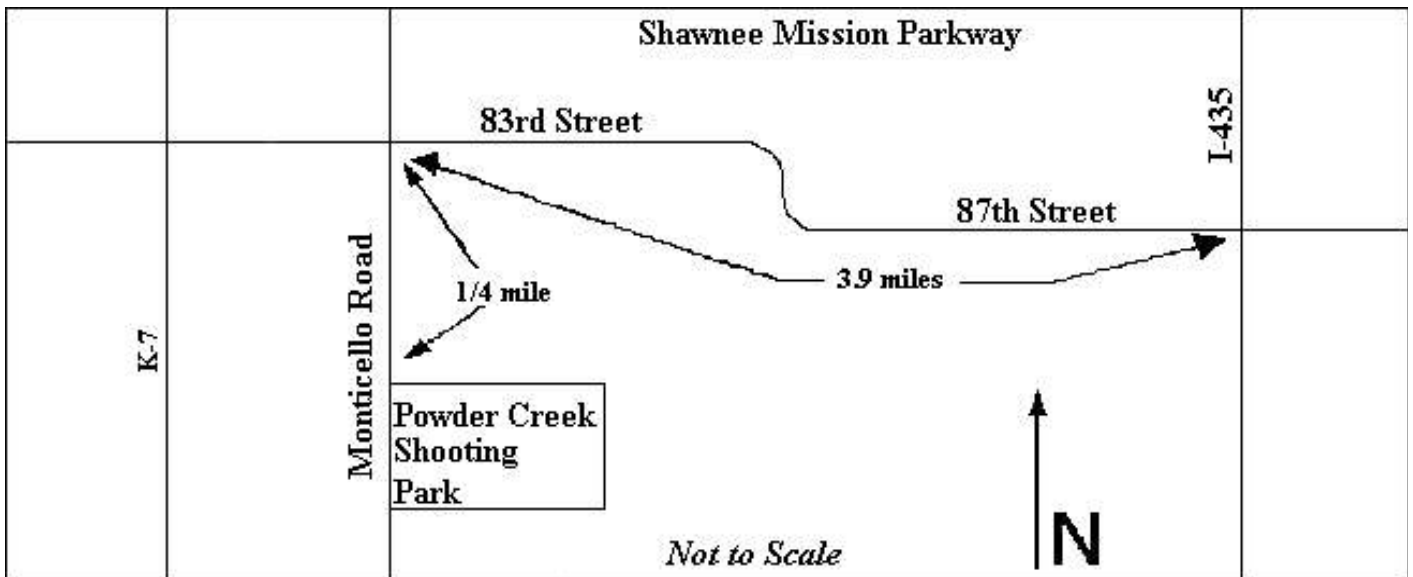 Shawnee Mission Parkway
83rd Street
I-435
87th Street
3.9 miles
1/4 mile
Monticello Road
K-7
Powder Creek
Shooting
Park
N
Not to Scale